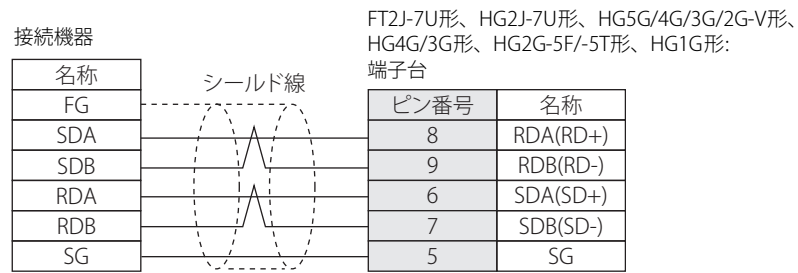 FT2J-7U形、HG2J-7U形、HG5G/4G/3G/2G-V形、
HG4G/3G形、HG2G-5F/-5T形、HG1G形:
端子台
接続機器
シールド線
名称
FG
SDA
SDB
RDA
RDB
SG
ピン番号 名称
8 RDA(RD+)
9 RDB(RD-)
6 SDA(SD+)
7 SDB(SD-)
5 SG